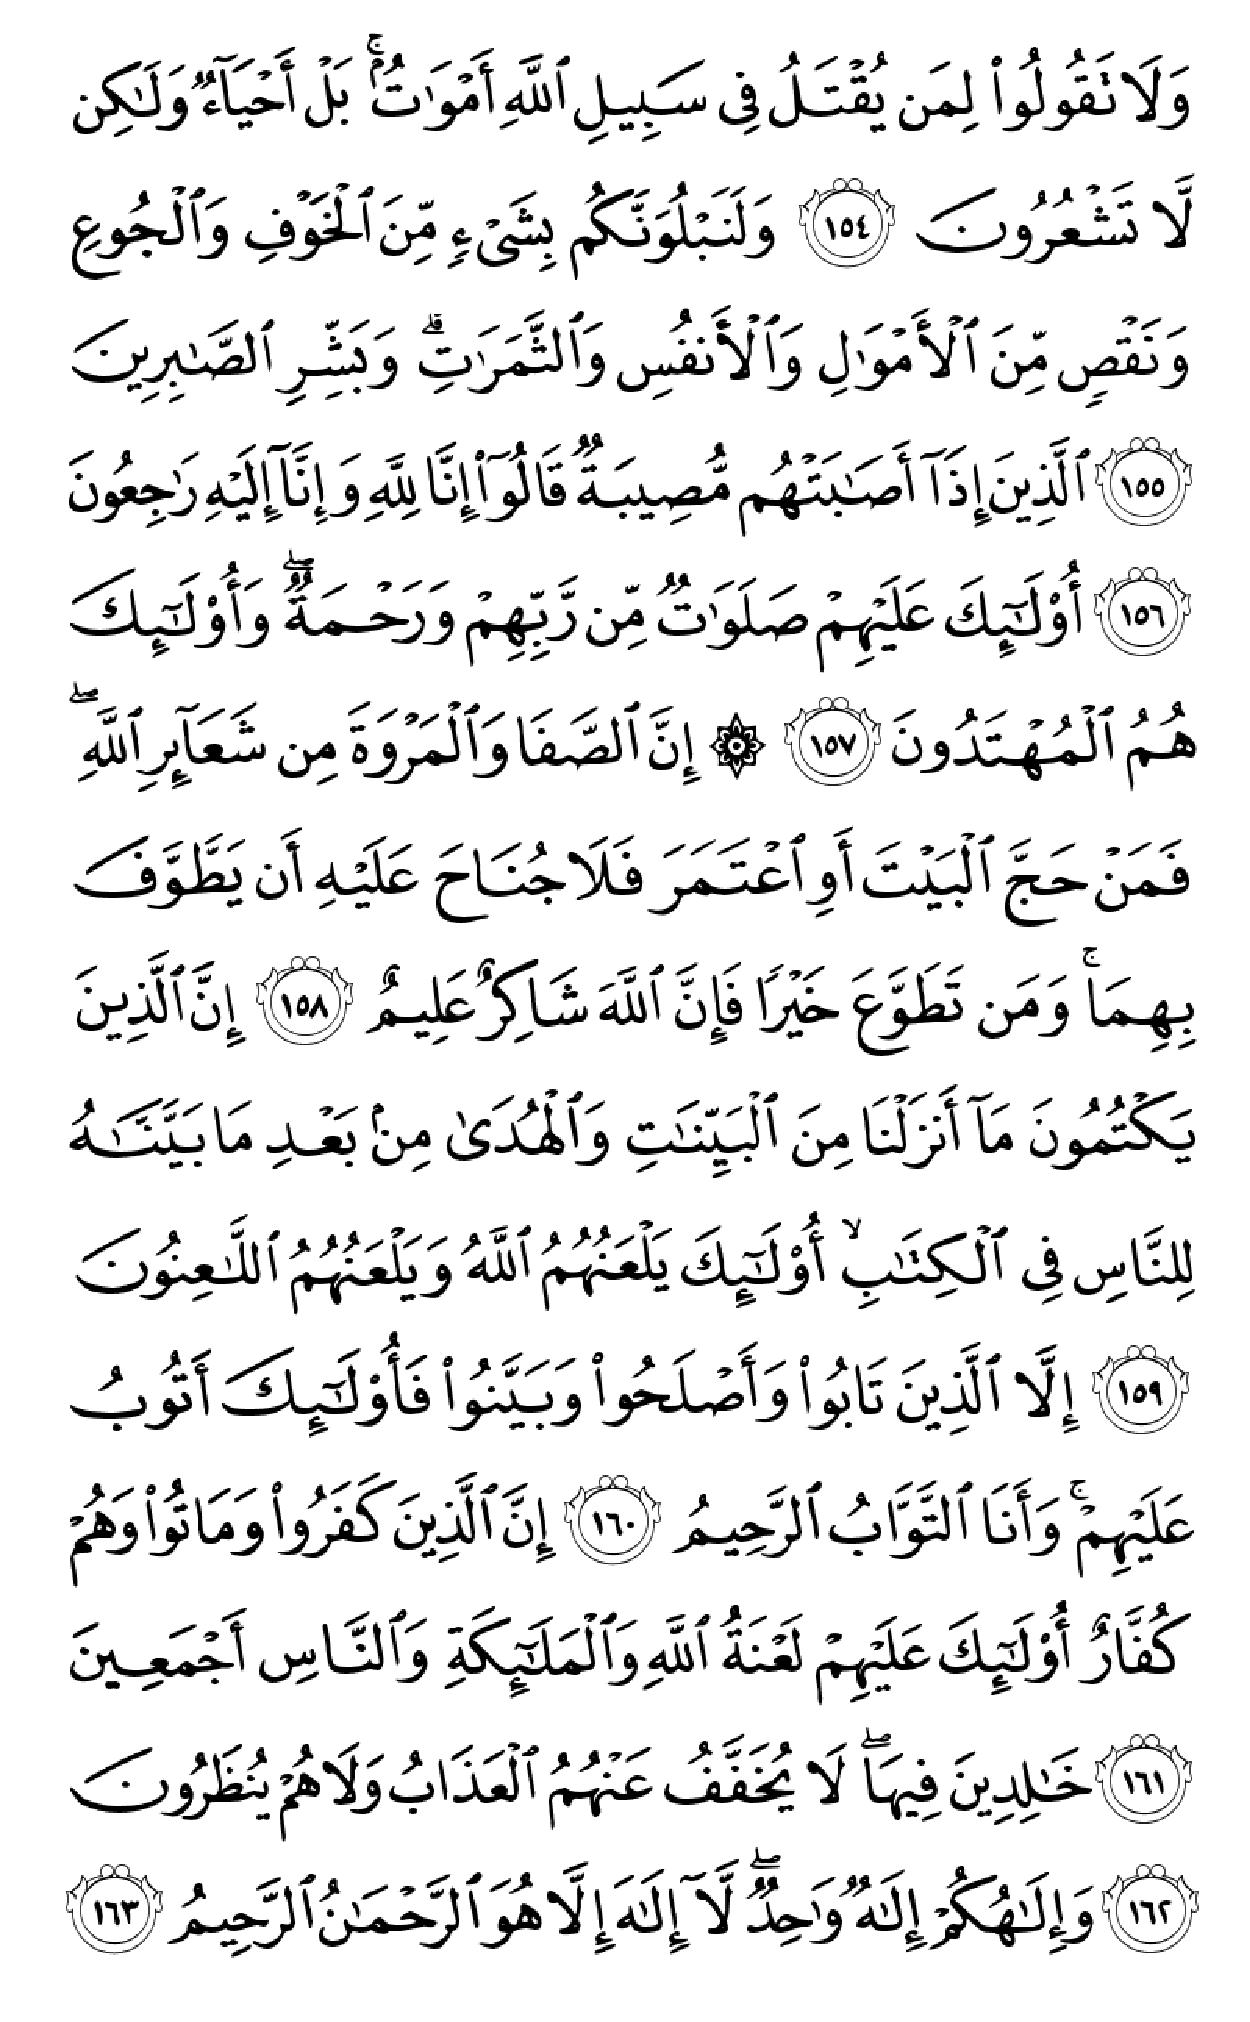 وَلَا تَقُولُوا۟ لِمَن يُقْتَلُ فِى سَبِيلِ ٱللَّهِ أَمْوَٰتٌۢ ۚ بَلْ أَحْيَآءٌ وَلَـٰكِن
لَّا تَشْعُرُونَ ١٥٤ وَلَنَبْلُوَنَّكُم بِشَىْءٍ مِّنَ ٱلْخَوْفِ وَٱلْجُوعِ
وَنَقْصٍ مِّنَ ٱلْأَمْوَٰلِ وَٱلْأَنفُسِ وَٱلثَّمَرَٰتِ ۗ وَبَشِّرِ ٱلصَّـٰبِرِينَ
١٥٥ ٱلَّذِينَ إِذَآ أَصَـٰبَتْهُم مُّصِيبَةٌ قَالُوٓا۟ إِنَّا لِلَّهِ وَإِنَّآ إِلَيْهِ رَٰجِعُونَ
١٥٦ أُو۟لَـٰٓئِكَ عَلَيْهِمْ صَلَوَٰتٌ مِّن رَّبِّهِمْ وَرَحْمَةٌ ۖ وَأُو۟لَـٰٓئِكَ
هُمُ ٱلْمُهْتَدُونَ ١٥٧ ۞ إِنَّ ٱلصَّفَا وَٱلْمَرْوَةَ مِن شَعَآئِرِ ٱللَّهِ ۖ
فَمَنْ حَجَّ ٱلْبَيْتَ أَوِ ٱعْتَمَرَ فَلَا جُنَاحَ عَلَيْهِ أَن يَطَّوَّفَ
بِهِمَا ۚ وَمَن تَطَوَّعَ خَيْرًا فَإِنَّ ٱللَّهَ شَاكِرٌ عَلِيمٌ ١٥٨ إِنَّ ٱلَّذِينَ
يَكْتُمُونَ مَآ أَنزَلْنَا مِنَ ٱلْبَيِّنَـٰتِ وَٱلْهُدَىٰ مِنۢ بَعْدِ مَا بَيَّنَّـٰهُ
لِلنَّاسِ فِى ٱلْكِتَـٰبِ ۙ أُو۟لَـٰٓئِكَ يَلْعَنُهُمُ ٱللَّهُ وَيَلْعَنُهُمُ ٱللَّـٰعِنُونَ
١٥٩ إِلَّا ٱلَّذِينَ تَابُوا۟ وَأَصْلَحُوا۟ وَبَيَّنُوا۟ فَأُو۟لَـٰٓئِكَ أَتُوبُ
عَلَيْهِمْ ۚ وَأَنَا ٱلتَّوَّابُ ٱلرَّحِيمُ ١٦٠ إِنَّ ٱلَّذِينَ كَفَرُوا۟ وَمَاتُوا۟ وَهُمْ
كُفَّارٌ أُو۟لَـٰٓئِكَ عَلَيْهِمْ لَعْنَةُ ٱللَّهِ وَٱلْمَلَـٰٓئِكَةِ وَٱلنَّاسِ أَجْمَعِينَ
١٦١ خَـٰلِدِينَ فِيهَا ۖ لَا يُخَفَّفُ عَنْهُمُ ٱلْعَذَابُ وَلَا هُمْ يُنظَرُونَ
١٦٢ وَإِلَـٰهُكُمْ إِلَـٰهٌ وَٰحِدٌ ۖ لَّآ إِلَـٰهَ إِلَّا هُوَ ٱلرَّحْمَـٰنُ ٱلرَّحِيمُ ١٦٣